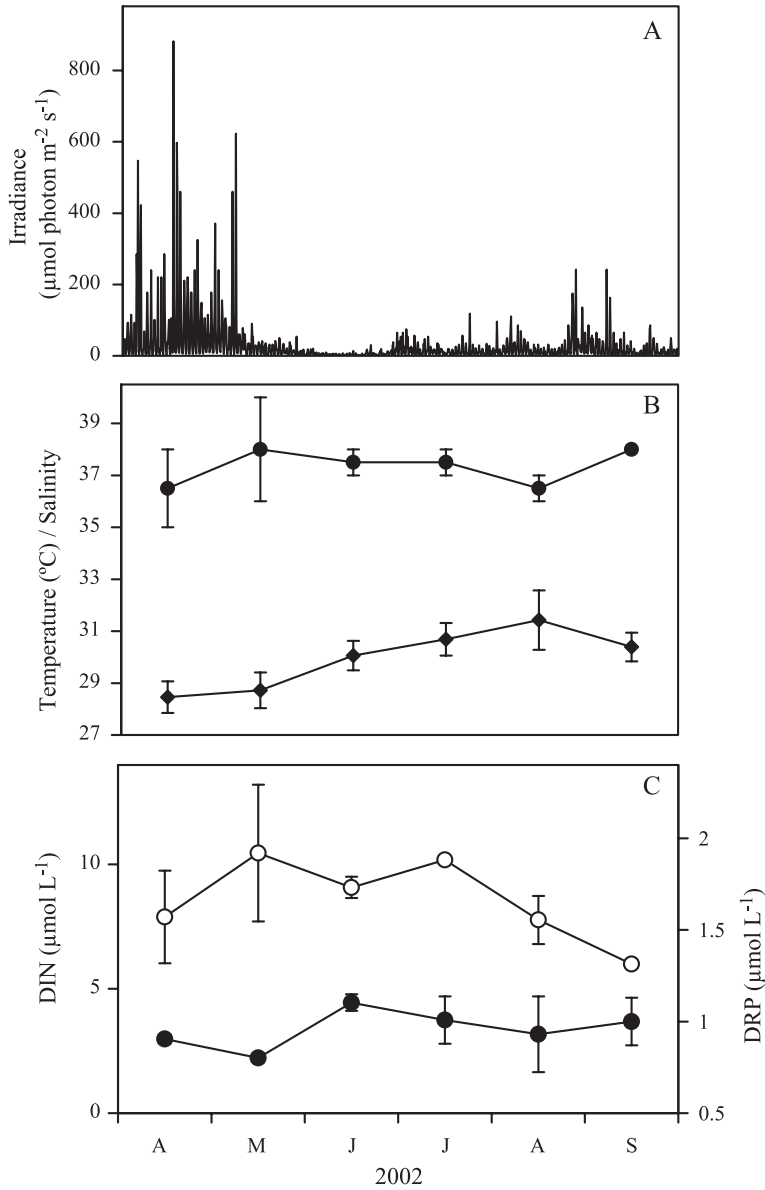 A
800
600
400
200
0
Irradiance
(µmol photon m-2 s-1)
B
39
37
35
33
31
29
27
Temperature (ºC) / Salinity
C
10
5
0
DIN (µmol L-1)
2
1.5
1
0.5
DRP (µmol L-1)
A M J J A S
2002